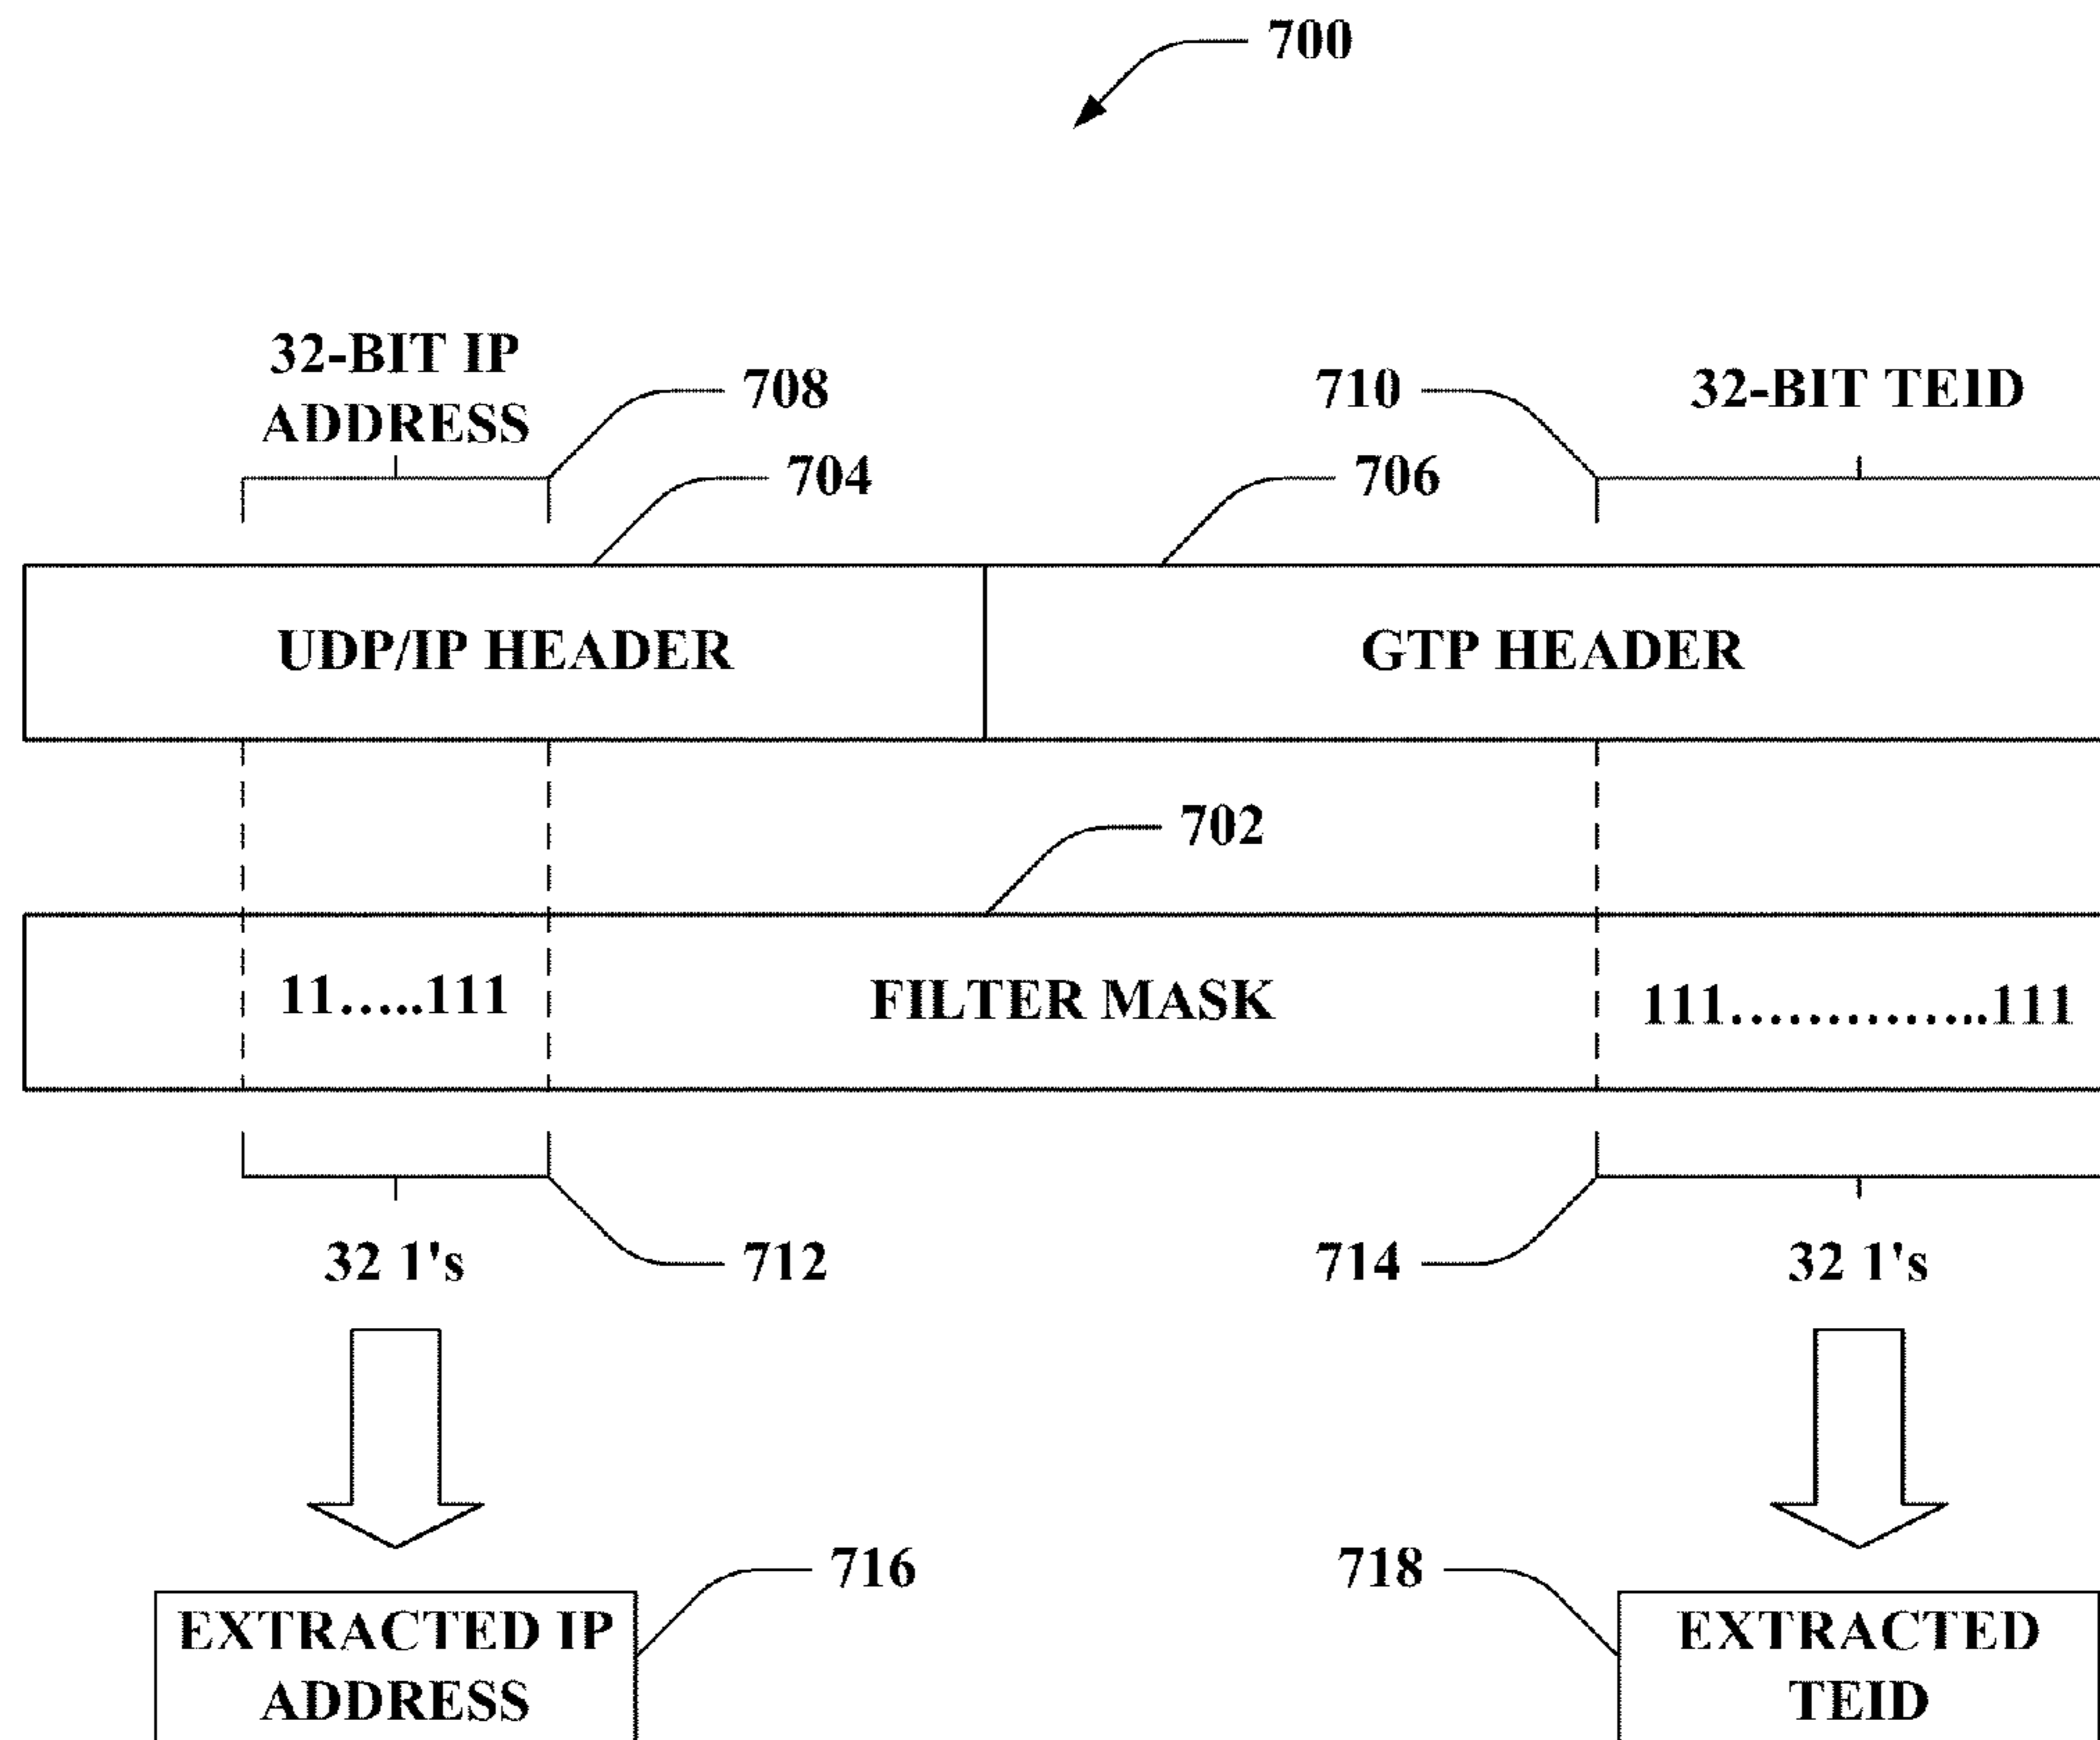 700
32-BIT IP
ADDRESS
708
710
32-BIT TEID
704
706
UDP/IP HEADER
GTP HEADER
702
11.....111
FILTER MASK
111..............111
32 1's
712
714
32 1's
716
718
EXTRACTED IP
ADDRESS
EXTRACTED
TEID